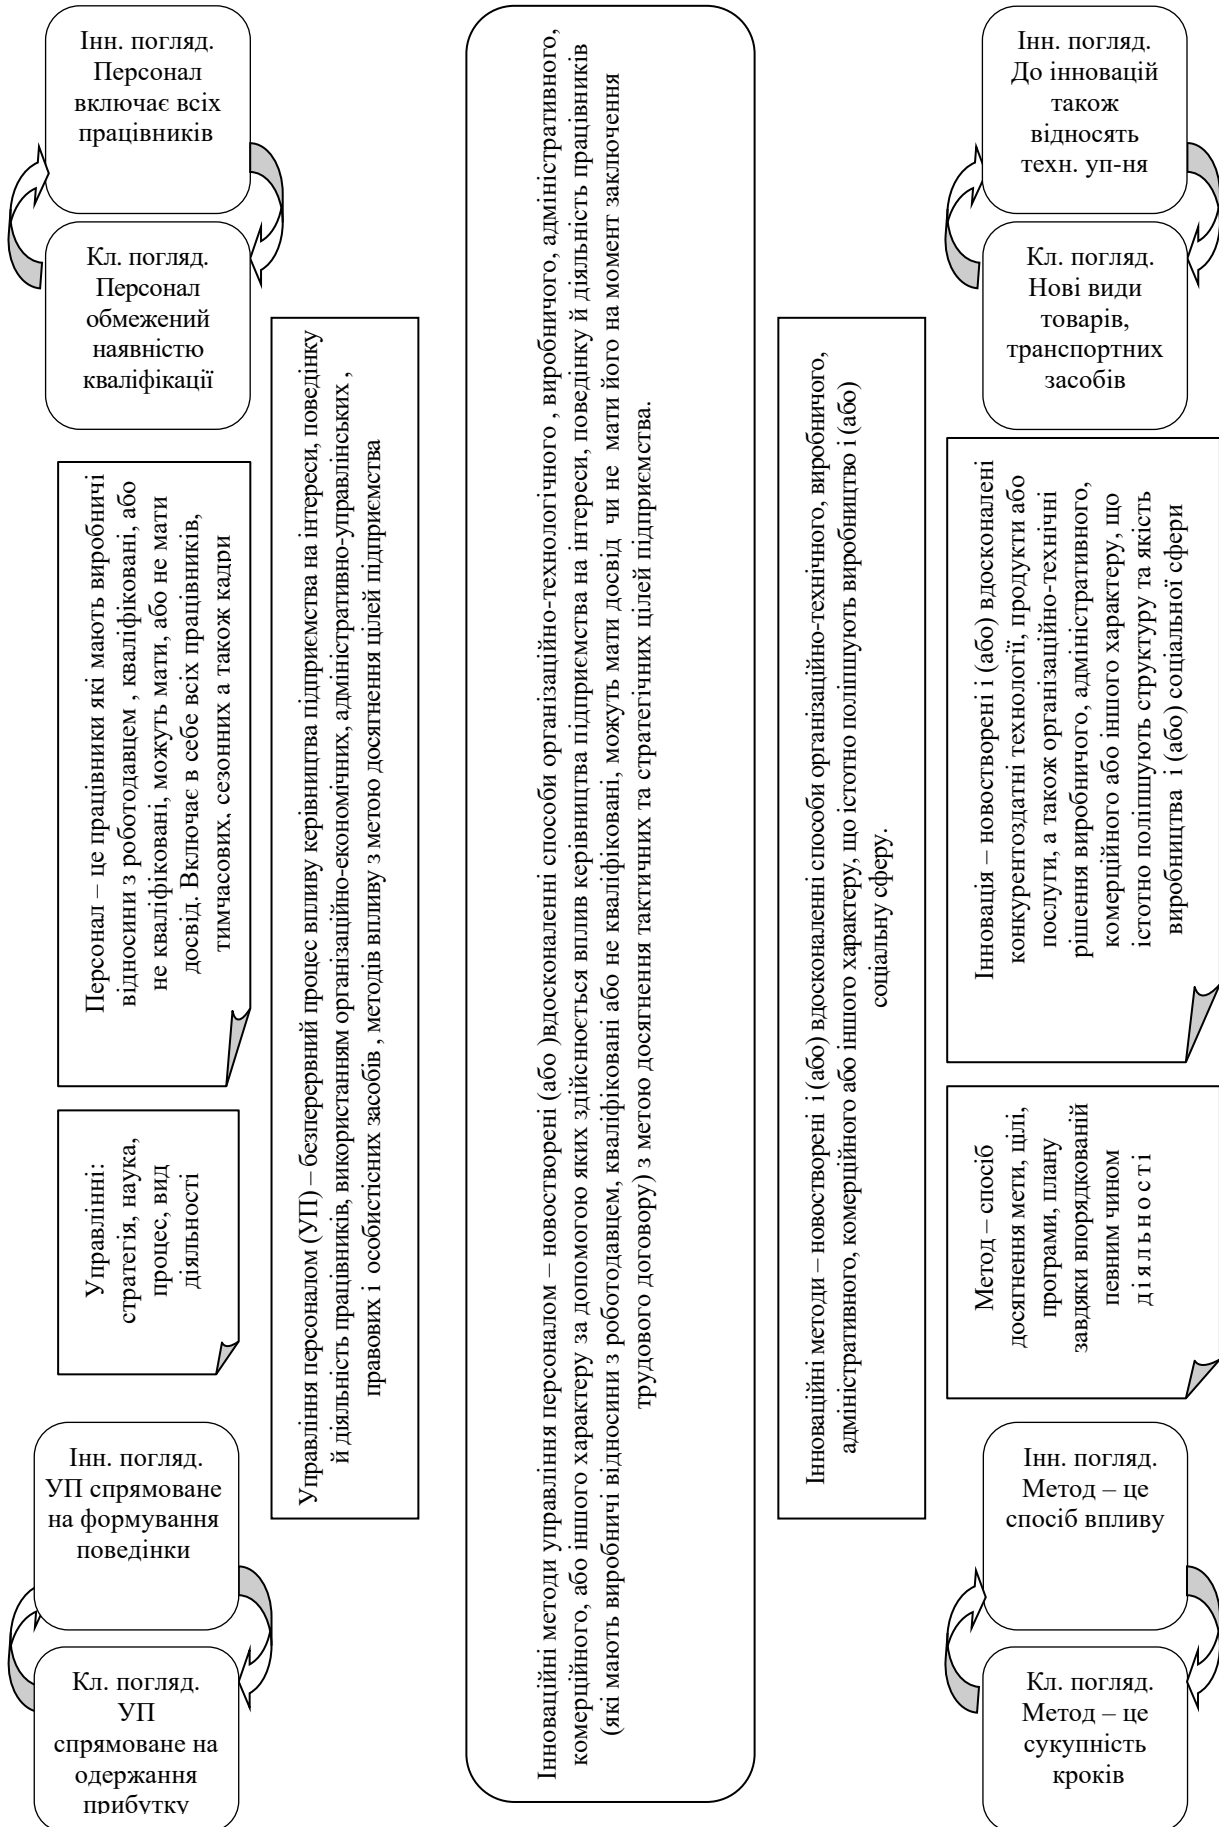 Інн. погляд.
Персонал
включає всіх
працівників
Кл. погляд.
Персонал
обмежений
наявністю
кваліфікації
Персонал – це працівники які мають виробничі
відносини з роботодавцем , кваліфіковані, або
не кваліфіковані, можуть мати, або не мати
досвід. Включає в себе всіх працівників,
тимчасових, сезонних а також кадри
Управлінні:
стратегія, наука,
процес, вид
діяльності
Інн. погляд.
УП спрямоване
на формування
поведінки
Кл. погляд.
УП
спрямоване на
одержання
прибутку
Управління персоналом (УП) – безперервний процес впливу керівництва підприємства на інтереси, поведінку
й діяльність працівників, використанням організаційно-економічних, адміністративно-управлінських ,
правових і особистісних засобів , методів впливу з метою досягнення цілей підприємства
Інноваційні методи управління персоналом – новостворені (або )вдосконаленні способи організаційно-технологічного , виробничого, адміністративного,
комерційного, або іншого характеру за допомогою яких здійснюється вплив керівництва підприємства на інтереси, поведінку й діяльність працівників
(які мають виробничі відносини з роботодавцем, кваліфіковані або не кваліфіковані, можуть мати досвід чи не мати його на момент заключення
трудового договору) з метою досягнення тактичних та стратегічних цілей підприємства.
Інноваційні методи – новостворені і (або) вдосконаленні способи організаційно-технічного, виробничого,
адміністративного, комерційного або іншого характеру, що істотно поліпшують виробництво і (або)
соціальну сферу.
Інн. погляд.
До інновацій
також
відносять
техн. уп-ня
Кл. погляд.
Нові види
товарів,
транспортних
засобів
Інновація – новостворені і (або) вдосконалені
конкурентоздатні технології, продукти або
послуги, а також організаційно-технічні
рішення виробничого, адміністративного,
комерційного або іншого характеру, що
істотно поліпшують структуру та якість
виробництва і (або) соціальної сфери
Метод – спосіб
досягнення мети, цілі,
програми, плану
завдяки впорядкованій
певним чином
діяльності
Інн. погляд.
Метод – це
спосіб впливу
Кл. погляд.
Метод – це
сукупність
кроків